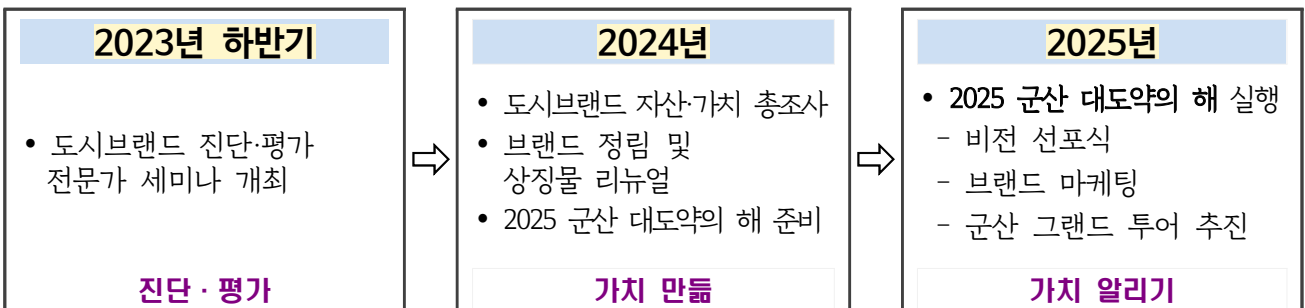 2023년 하반기
• 도시브랜드 진단·평가
전문가 세미나 개최
진단 · 평가
⇨
2024년
• 도시브랜드 자산·가치 총조사
• 브랜드 정립 및
상징물 리뉴얼
• 2025 군산 대도약의 해 준비
가치 만듦
⇨
2025년
• 2025 군산 대도약의 해 실행
- 비전 선포식
- 브랜드 마케팅
- 군산 그랜드 투어 추진
가치 알리기